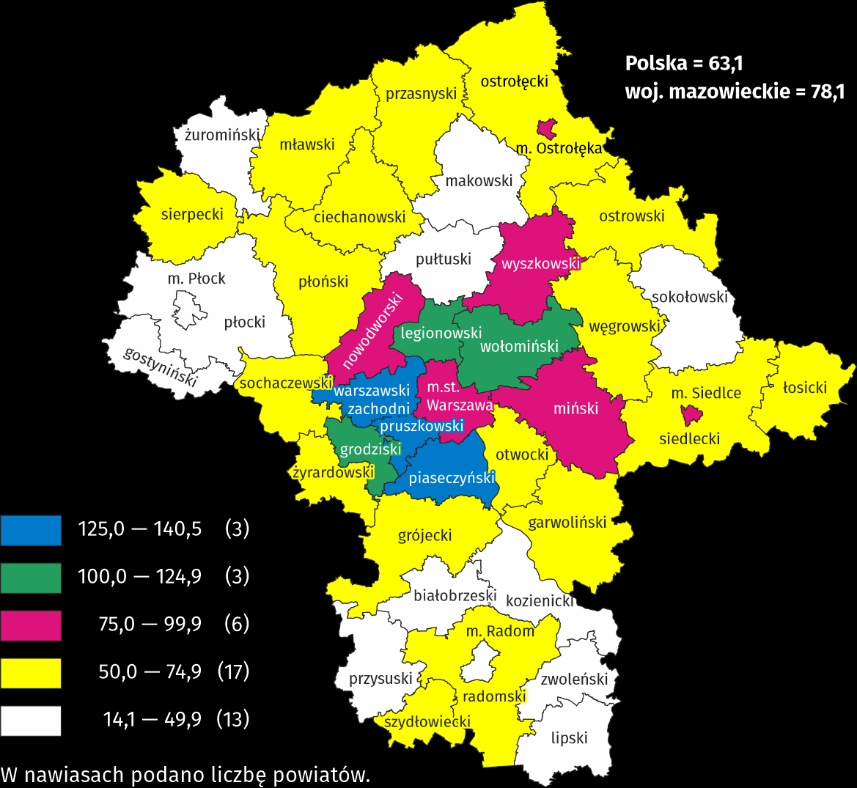 Polska = 63,1
woj. mazowieckie = 78,1
ostrołęcki
przasnyski
żuromiński
mławski
m. Ostrołęka
makowski
sierpecki
ciechanowski
ostrowski
pułtuski
wyszkowski
m. Płock
płoński
sokołowski
płocki
nowodworski
legionowski
węgrowski
wołomiński
gostyniński
sochaczewski
warszawski
zachodni
m.st.
Warszawa
m. Siedlce
łosicki
miński
pruszkowski
siedlecki
grodziski
otwocki
żyrardowski
piaseczyński
garwoliński
grójecki
białobrzeski
kozienicki
m. Radom
przysuski
zwoleński
radomski
szydłowiecki
lipski
125,0 — 140,5 (3)
100,0 — 124,9 (3)
75,0 — 99,9 (6)
50,0 — 74,9 (17)
14,1 — 49,9 (13)
W nawiasach podano liczbę powiatów.